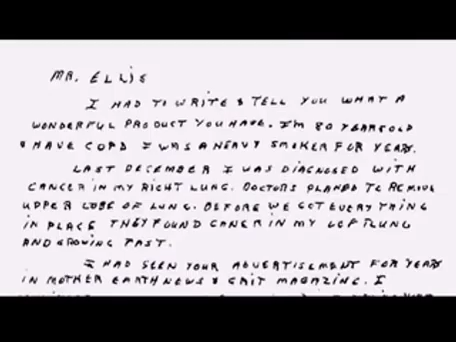 MR. ELLIS
I HAD TO WRITE & TELL YOU WHAT A
WONDERFUL PRODUCT YOU HAVE. I'M 80 YEARS OLD
& HAVE COPD I WAS A HEAVY SMOKER FOR YEARS.
LAST DECEMBER I WAS DIAGNOSED WITH
CANCER IN MY RIGHT LUNG. DOCTORS PLANED TO REMOVE
UPPER LOBE OF LUNG. BEFORE WE GOT EVERYTHING
IN PLACE THEY FOUND CANER IN MY LEFT LUNG
AND GROWING FAST.
I HAD SEEN YOUR ADVERTISEMENT FOR YEARS
IN MOTHER EARTH NEWS & GRIT MAGAZINE. I